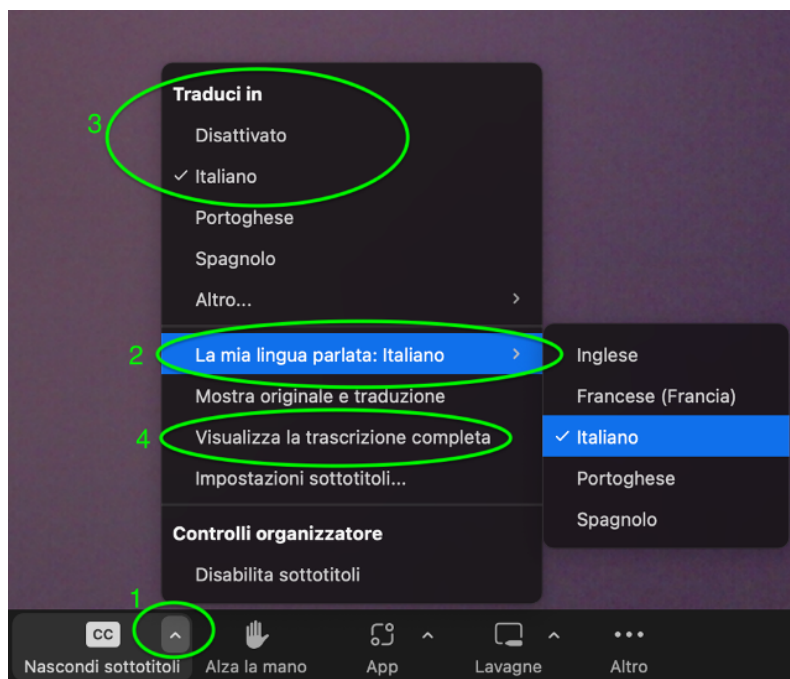 Traduci in
3
Disattivato
✓ Italiano
Portoghese
Spagnolo
Altro...
2
La mia lingua parlata: Italiano
Mostra originale e traduzione
4
Visualizza la trascrizione completa
Impostazioni sottotitoli...
Inglese
Francese (Francia)
✓ Italiano
Portoghese
Spagnolo
Controlli organizzatore
Disabilita sottotitoli
1
CC
Nascondi sottotitoli
Alza la mano
App
Lavagne
Altro